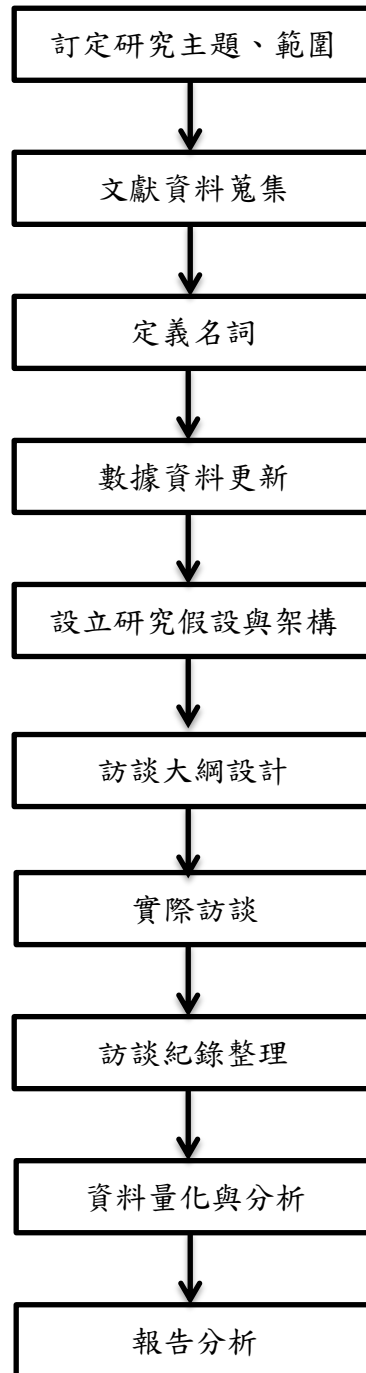 訂定研究主題、範圍
文獻資料蒐集
定義名詞
數據資料更新
設立研究假設與架構
訪談大綱設計
實際訪談
訪談紀錄整理
資料量化與分析
報告分析